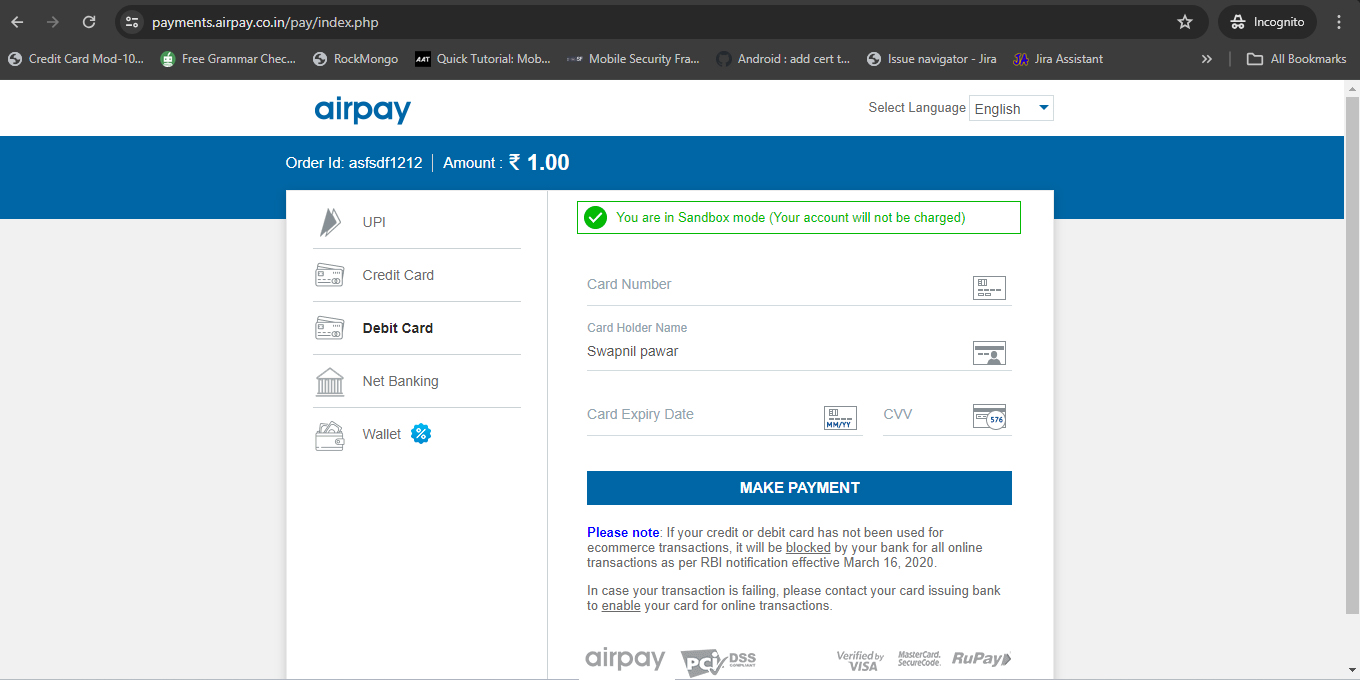 payments.airpay.co.in/pay/index.php
Incognito
Credit Card Mod-10...
Free Grammar Chec...
RockMongo
AAT
Quick Tutorial: Mob...
Mobile Security Fra...
Android : add cert t...
Issue navigator - Jira
JA
Jira Assistant
»
All Bookmarks
airpay
Select Language English
Order Id: asfsdf1212 | Amount : ₹ 1.00
UPI
Credit Card
Debit Card
Net Banking
Wallet %
You are in Sandbox mode (Your account will not be charged)
Card Number
Card Holder Name
Swapnil pawar
Card Expiry Date
MM/YY
CVV
576
MAKE PAYMENT
Please note: If your credit or debit card has not been used for
ecommerce transactions, it will be blocked by your bank for all online
transactions as per RBI notification effective March 16, 2020.
In case your transaction is failing, please contact your card issuing bank
to enable your card for online transactions.
airpay
PCI DSS
COMPLIANT
Verified by
VISA
MasterCard.
SecureCode.
RuPay